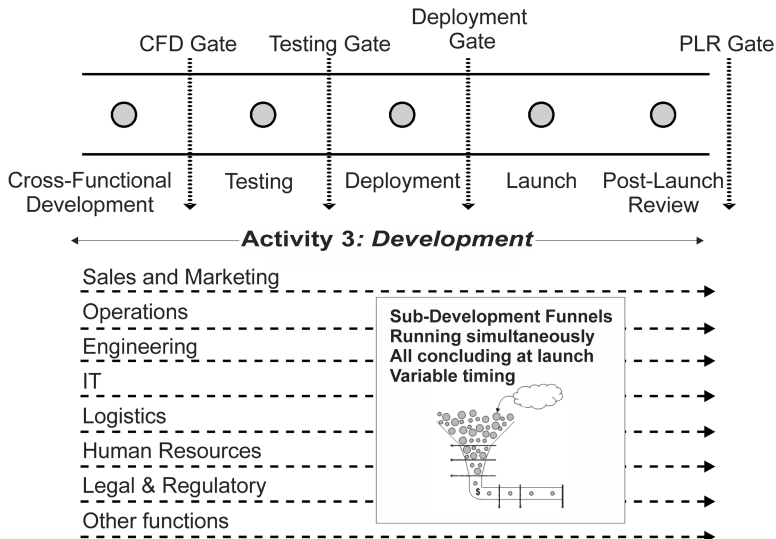 Deployment
Gate
CFD Gate
Testing Gate
PLR Gate
Cross-Functional
Development
Testing
Deployment
Launch
Post-Launch
Review
Activity 3: Development
Sales and Marketing
Operations
Engineering
IT
Logistics
Human Resources
Legal & Regulatory
Other functions
Sub-Development Funnels
Running simultaneously
All concluding at launch
Variable timing
$